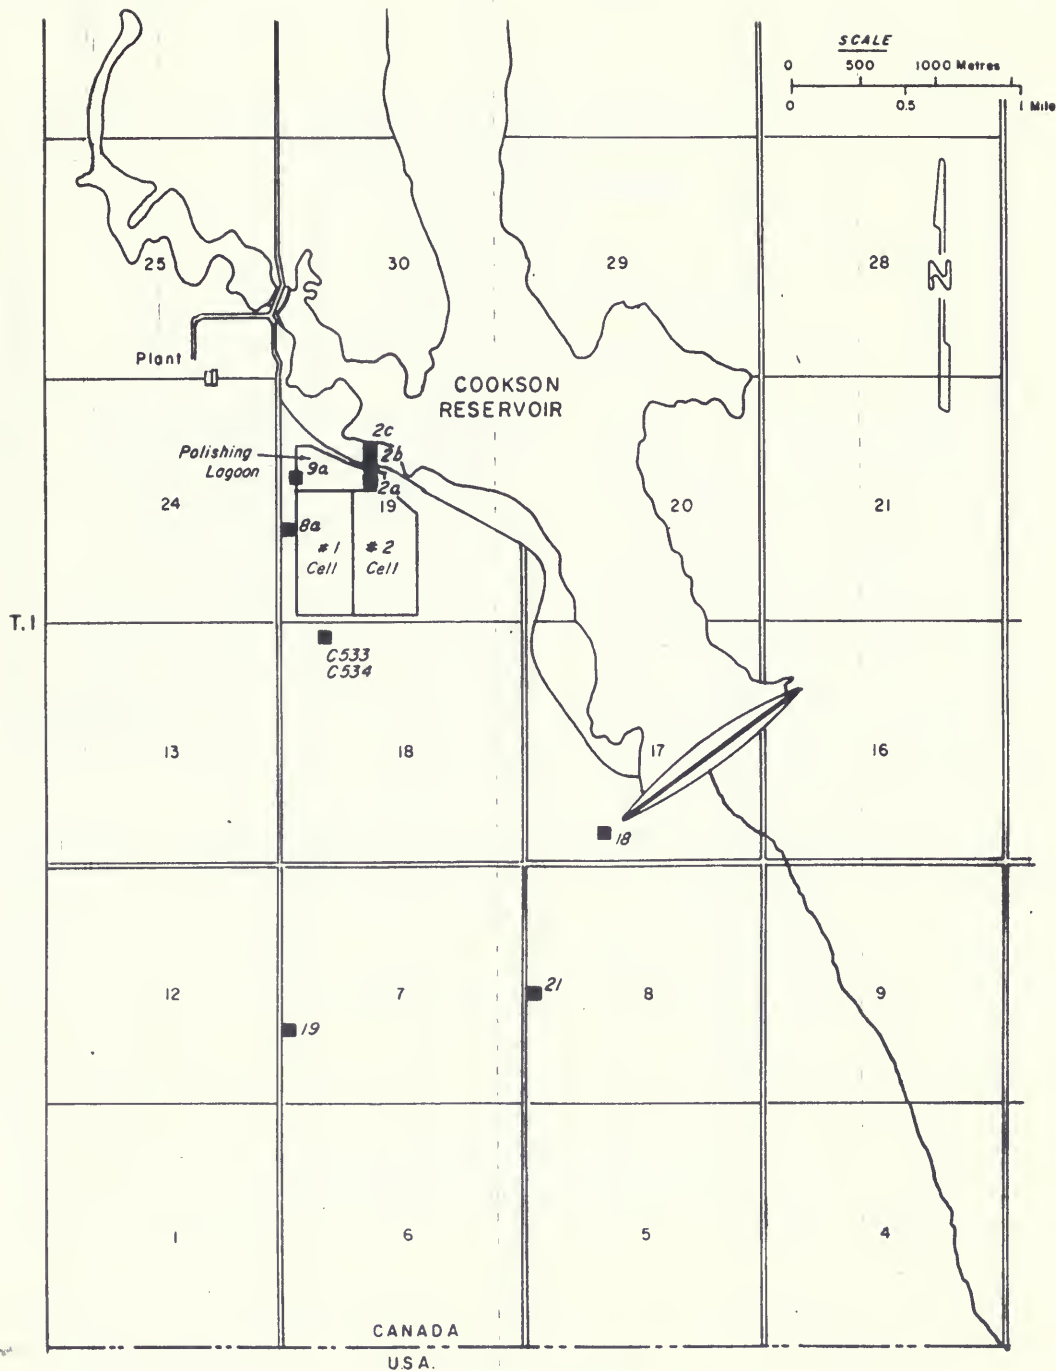 SCALE
0 500 1000 Metres
0 0.5 1 Mile
25
30
29
28
N
Plant
COOKSON
RESERVOIR
2c
Polishing
Lagoon
9a
2b
2a
24
19
20
21
8a
#1
Cell
#2
Cell
T.1
C533
C534
13
18
17
16
18
12
7
21
8
9
19
1
6
5
4
CANADA
U.S.A.